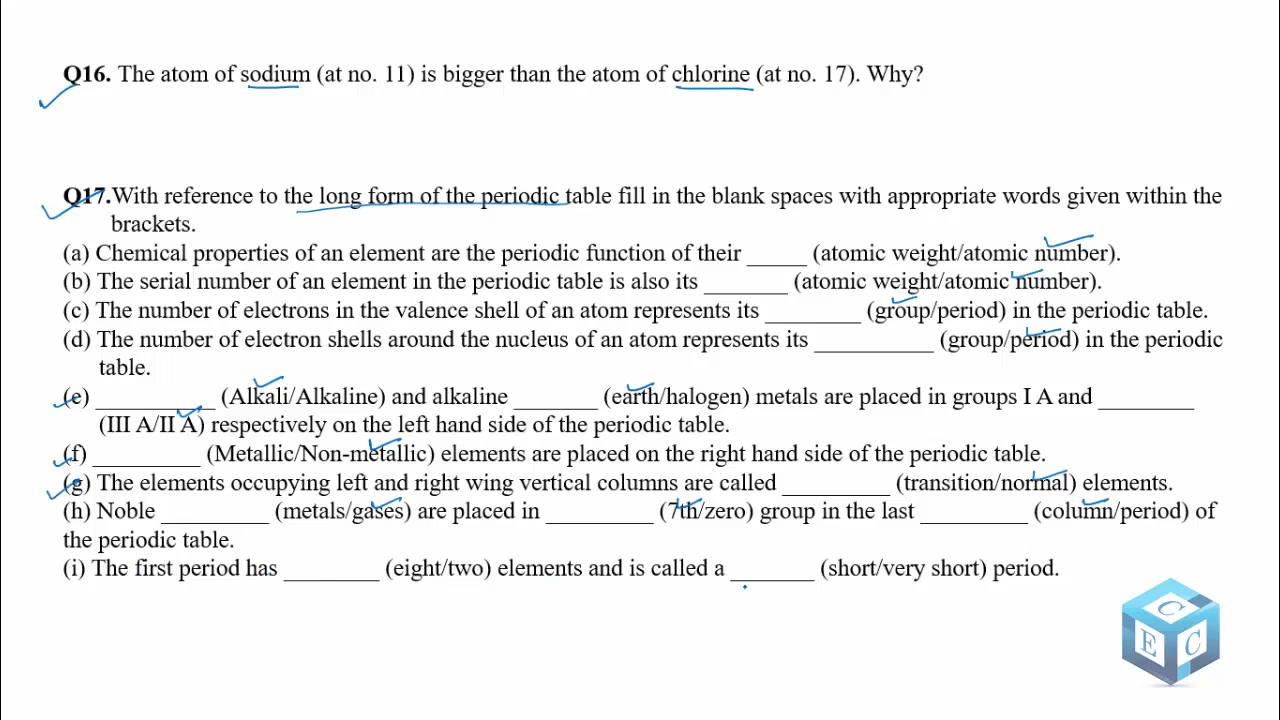 Q16. The atom of sodium (at no. 11) is bigger than the atom of chlorine (at no. 17). Why?
Q17.With reference to the long form of the periodic table fill in the blank spaces with appropriate words given within the
brackets.
(a) Chemical properties of an element are the periodic function of their _____ (atomic weight/atomic number).
(b) The serial number of an element in the periodic table is also its _______ (atomic weight/atomic number).
(c) The number of electrons in the valence shell of an atom represents its ________ (group/period) in the periodic table.
(d) The number of electron shells around the nucleus of an atom represents its __________ (group/period) in the periodic
table.
(e) __________ (Alkali/Alkaline) and alkaline _______ (earth/halogen) metals are placed in groups I A and ________
(III A/II A) respectively on the left hand side of the periodic table.
(f) _________ (Metallic/Non-metallic) elements are placed on the right hand side of the periodic table.
(g) The elements occupying left and right wing vertical columns are called _________ (transition/normal) elements.
(h) Noble _________ (metals/gases) are placed in _________ (7th/zero) group in the last _________ (column/period) of
the periodic table.
(i) The first period has ________ (eight/two) elements and is called a _______ (short/very short) period.
C
E C